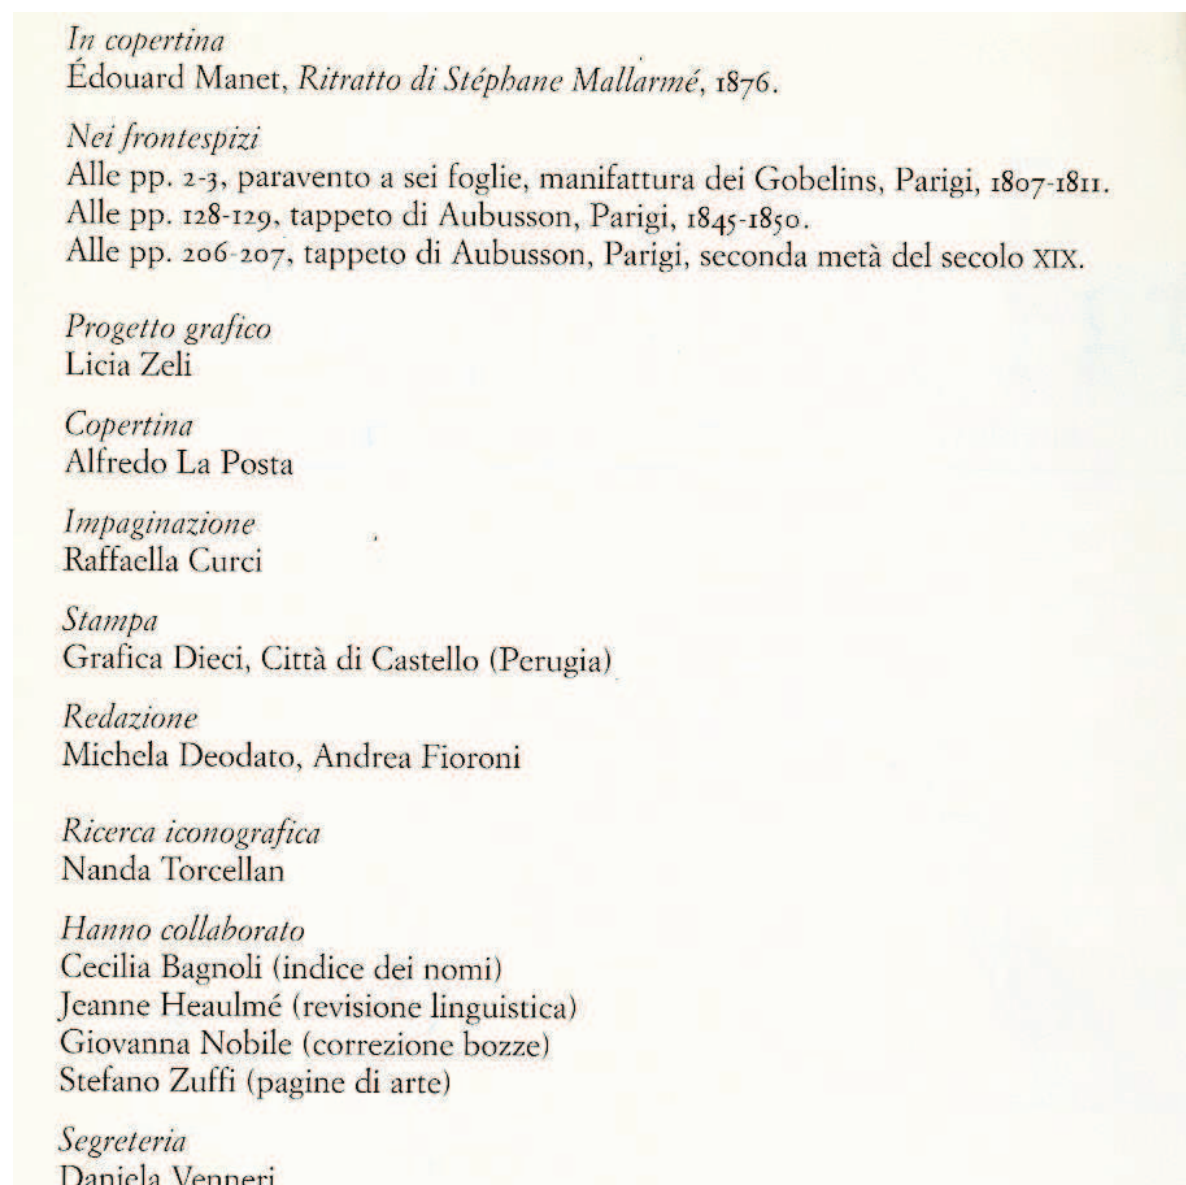 In copertina
Édouard Manet, Ritratto di Stéphane Mallarmé, 1876.
Nei frontespizi
Alle pp. 2-3, paravento a sei foglie, manifattura dei Gobelins, Parigi, 1807-1811.
Alle pp. 128-129, tappeto di Aubusson, Parigi, 1845-1850.
Alle pp. 206-207, tappeto di Aubusson, Parigi, seconda metà del secolo XIX.
Progetto grafico
Licia Zeli
Copertina
Alfredo La Posta
Impaginazione
Raffaella Curci
Stampa
Grafica Dieci, Città di Castello (Perugia)
Redazione
Michela Deodato, Andrea Fioroni
Ricerca iconografica
Nanda Torcellan
Hanno collaborato
Cecilia Bagnoli (indice dei nomi)
Jeanne Heaulmé (revisione linguistica)
Giovanna Nobile (correzione bozze)
Stefano Zuffi (pagine di arte)
Segreteria
Daniela Venneri